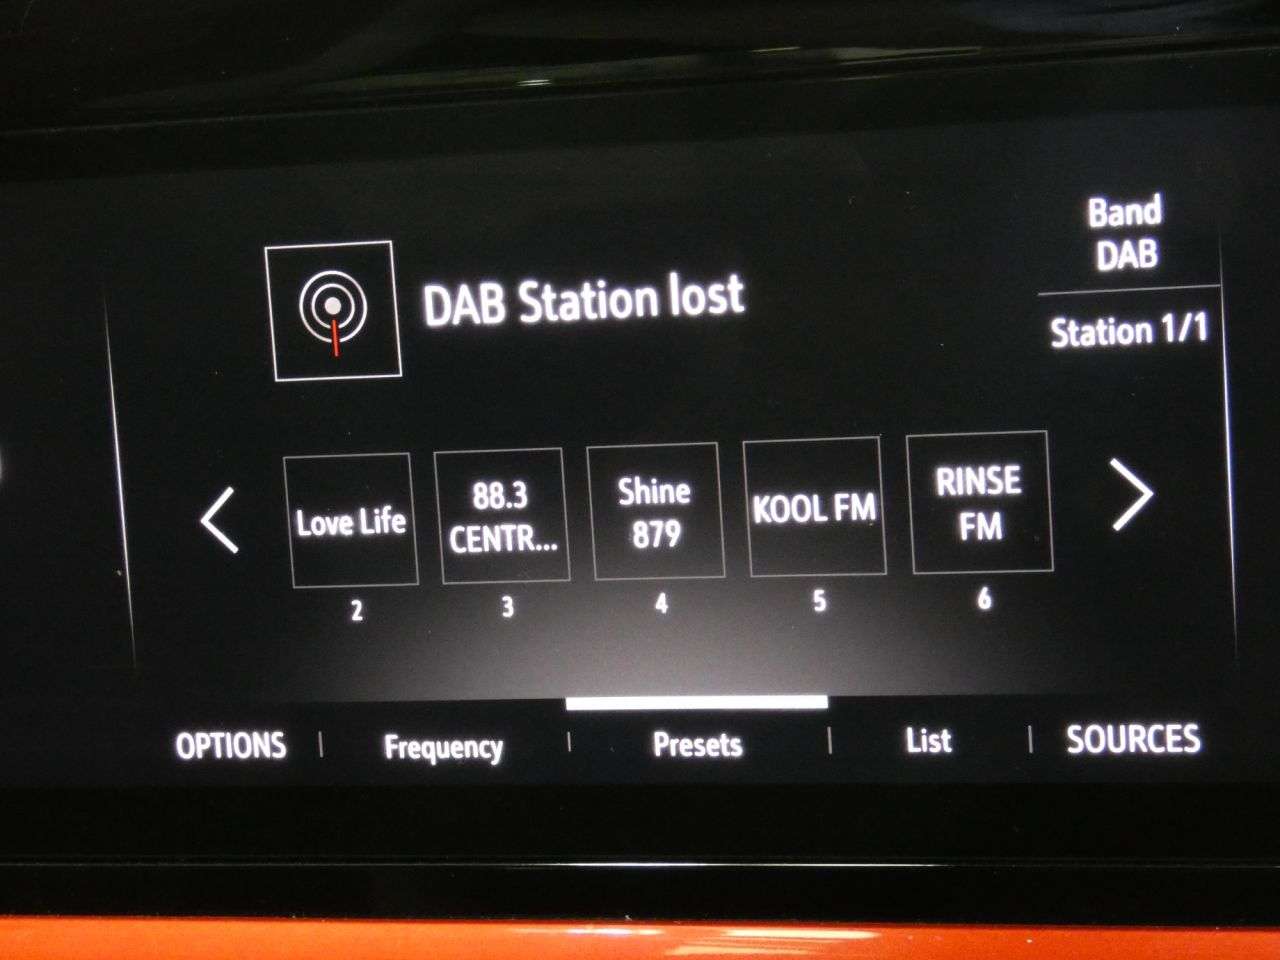 Band
DAB
DAB Station lost
Station 1/1
Love Life
88.3
CENTR...
Shine
879
KOOL FM
RINSE
FM
2
3
4
5
6
OPTIONS
Frequency
Presets
List
SOURCES